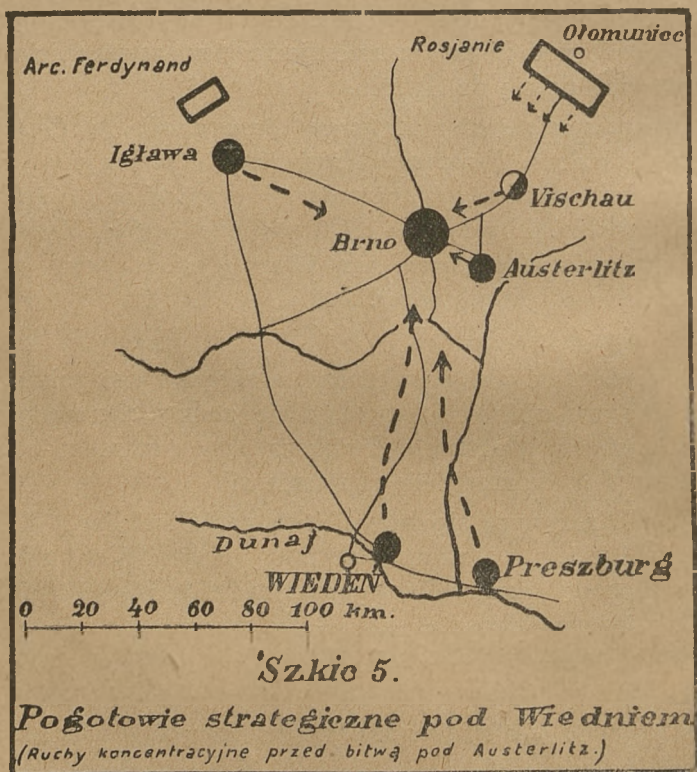 Ołomuniec
Rosjanie
Arc. Ferdynand
Igława
Vischau
Brno
Austerlitz
Dunaj
WIEDEŃ
Preszburg
0 20 40 60 80 100 km.
Szkic 5.
Pogotowie strategiczne pod Wiedniem
(Ruchy koncentracyjne przed bitwą pod Austerlitz.)